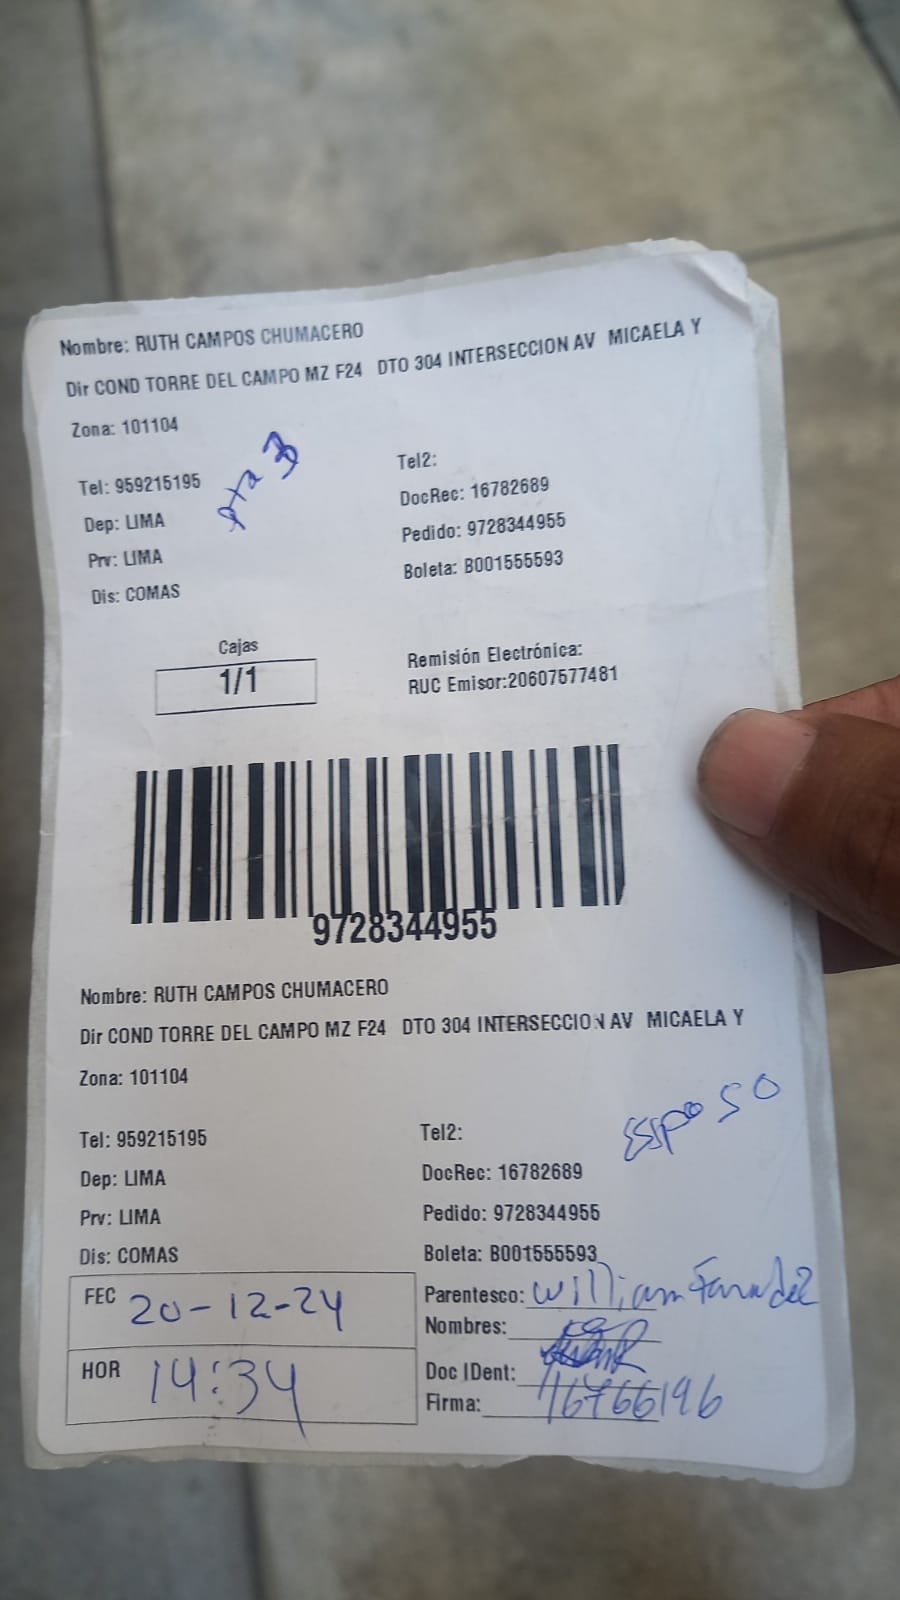 Nombre: RUTH CAMPOS CHUMACERO
Dir COND TORRE DEL CAMPO MZ F24 DTO 304 INTERSECCION AV MICAELA Y
Zona: 101104
pta 3
Tel: 959215195
Tel2:
Dep: LIMA
DocRec: 16782689
Prv: LIMA
Pedido: 9728344955
Dis: COMAS
Boleta: B001555593
Cajas
1/1
Remisión Electrónica:
RUC Emisor:20607577481
9728344955
Nombre: RUTH CAMPOS CHUMACERO
Dir COND TORRE DEL CAMPO MZ F24 DTO 304 INTERSECCION AV MICAELA Y
Zona: 101104
Esposo
Tel: 959215195
Tel2:
Dep: LIMA
DocRec: 16782689
Prv: LIMA
Pedido: 9728344955
Dis: COMAS
Boleta: B001555593
FEC 20-12-24
Parentesco: William
Nombres:
HOR 14:34
Doc IDent:
Firma: 16766196